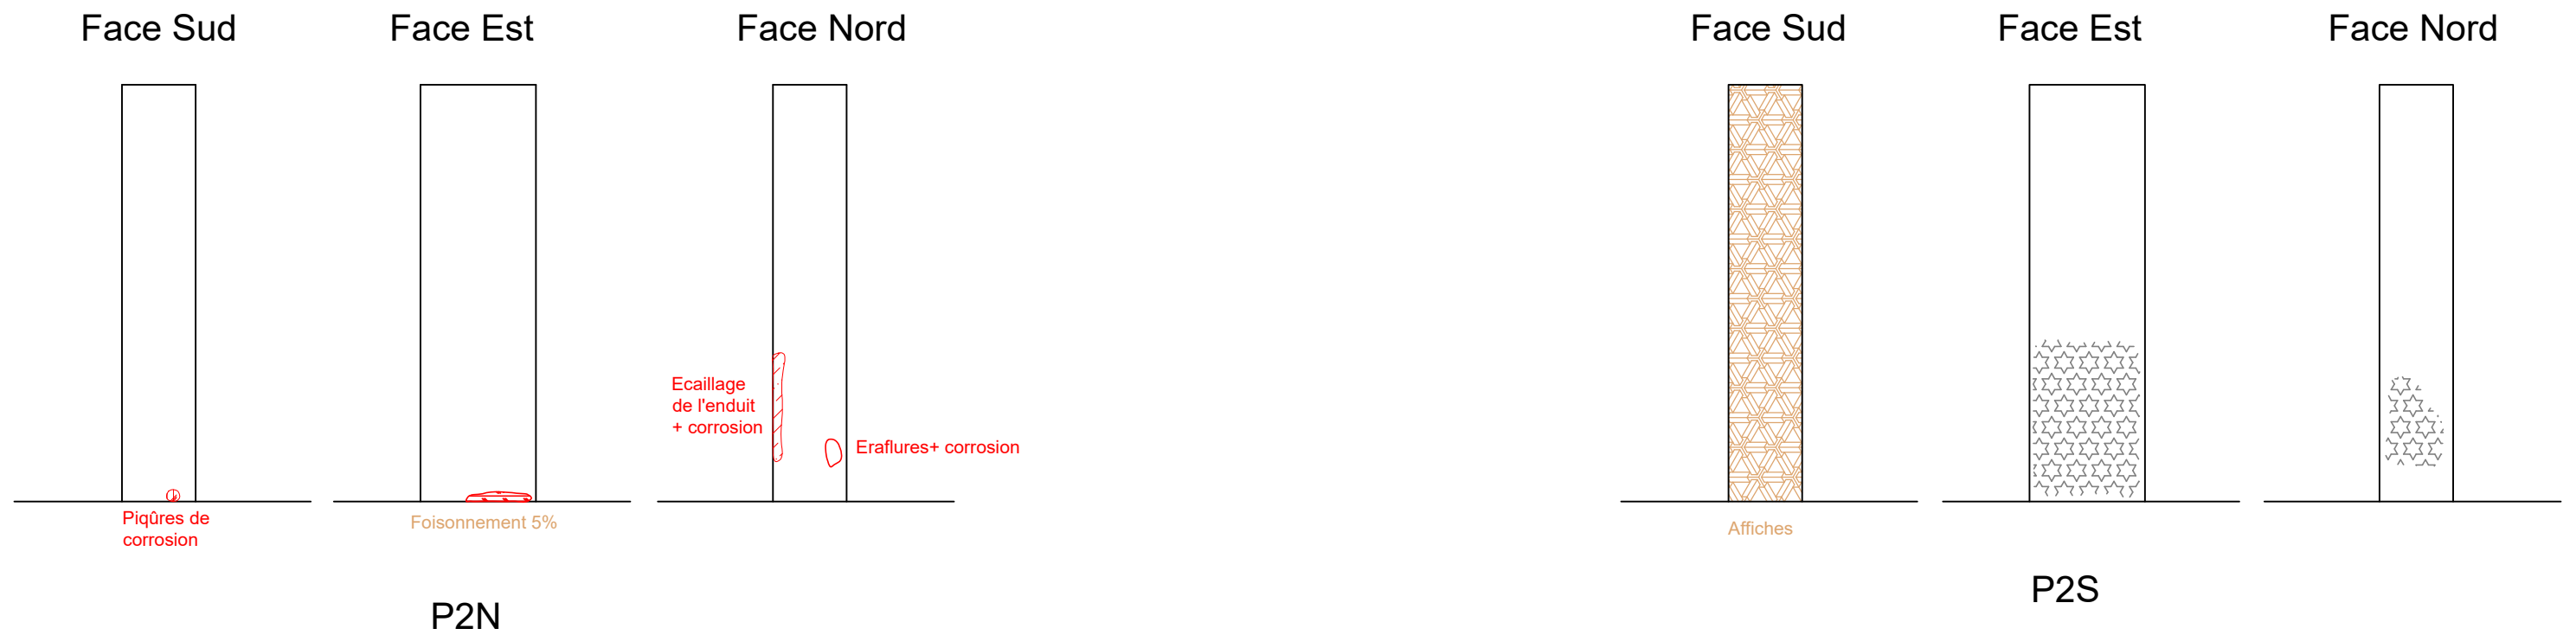 Face Sud
Face Est
Face Nord
Ecaillage
de l'enduit
+ corrosion
Eraflures+ corrosion
Piqûres de
corrosion
Foisonnement 5%
P2N
Face Sud
Face Est
Face Nord
Affiches
P2S